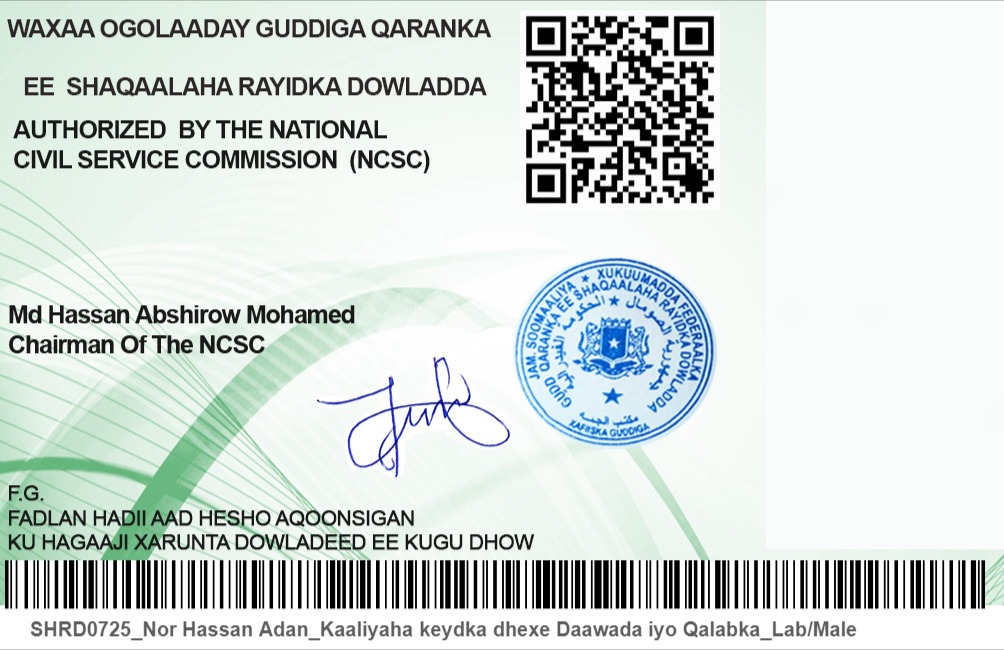 WAXAA OGOLAADAY GUDDIGA QARANKA
EE SHAQAALAHA RAYIDKA DOWLADDA
AUTHORIZED BY THE NATIONAL
CIVIL SERVICE COMMISSION (NCSC)
Md Hassan Abshirow Mohamed
Chairman Of The NCSC
JAM. SOOMAALIYA ★ XUKUUMADDA FEDERAALKA
GUDD QARANKA EE SHAQAALAHA RAYIDKA DOWLADDA
XAFIISKA GUDDIGA
F.G.
FADLAN HADII AAD HESHO AQOONSIGAN
KU HAGAAJI XARUNTA DOWLADEED EE KUGU DHOW
SHRD0725_Nor Hassan Adan_Kaaliyaha keydka dhexe Daawada iyo Qalabka_Lab/Male